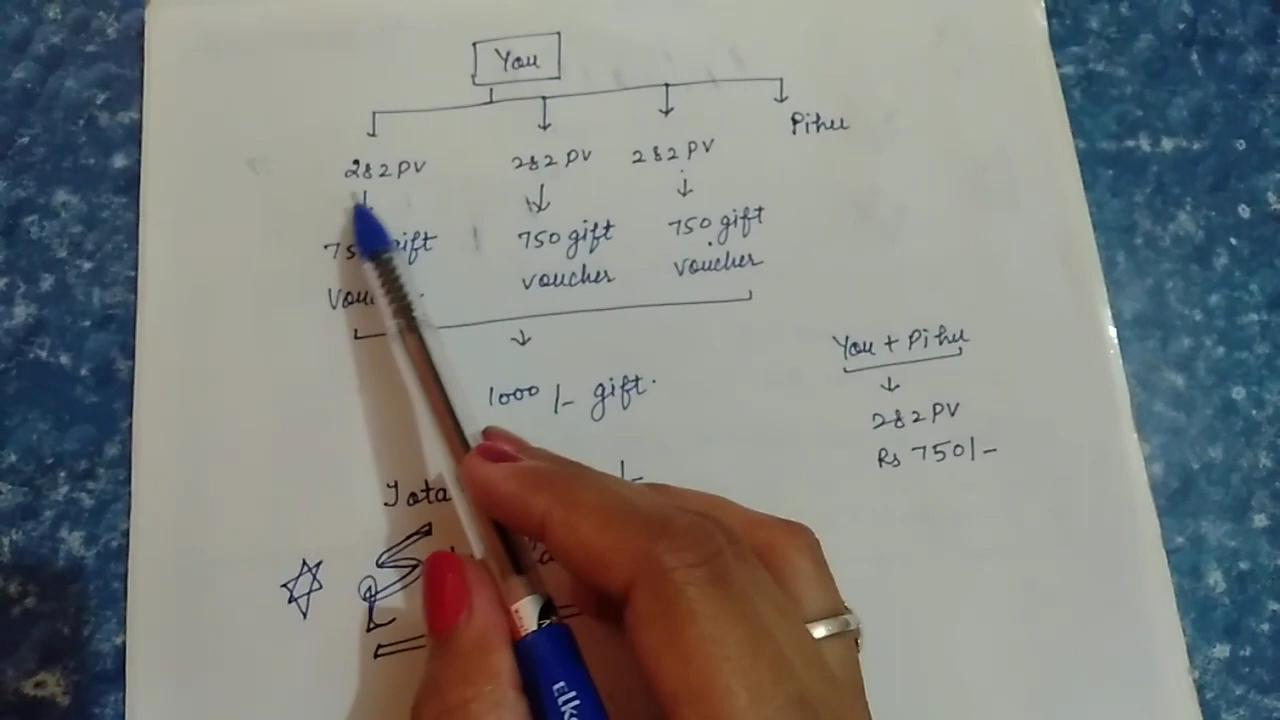 You
Pihu
282 PV 282 PV 282 PV
gift 750 gift 750 gift
voucher voucher
1000 /- gift.
You + Pihu
282 PV
Rs 750/-